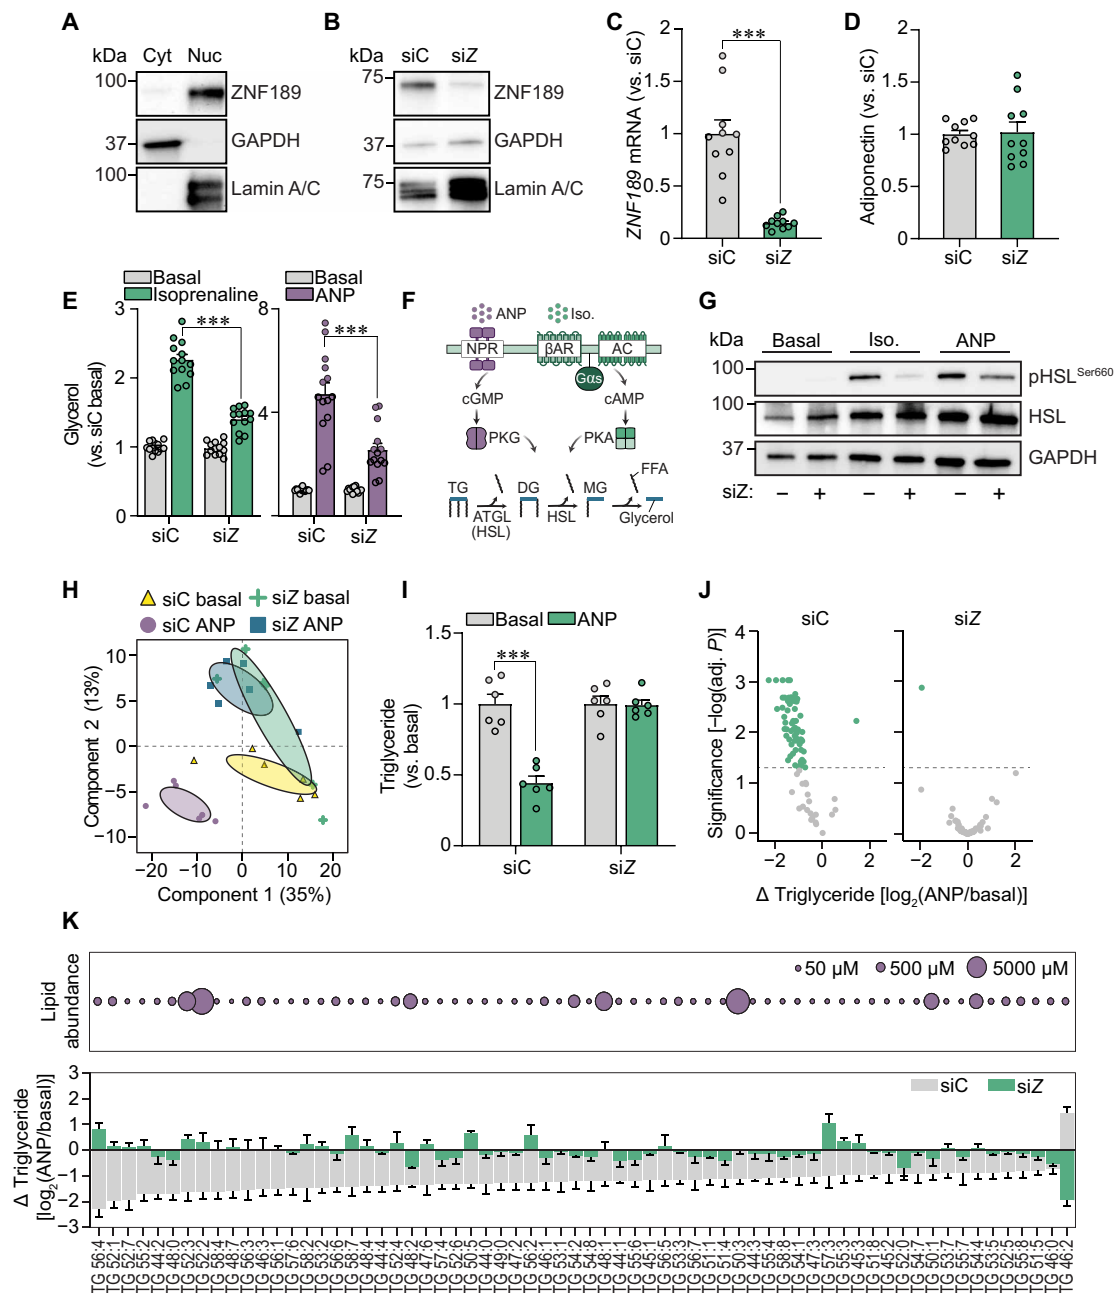 A
kDa Cyt Nuc
100
ZNF189
37
GAPDH
100
Lamin A/C
B
kDa siC siZ
75
ZNF189
37
GAPDH
75
Lamin A/C
C
ZNF189 mRNA (vs. siC)
2
1.5
1
0.5
0
***
siC siZ
D
Adiponectin (vs. siC)
2
1.5
1
0.5
0
siC siZ
E
Basal
Isoprenaline
Glycerol
(vs. siC basal)
3
2
1
0
***
siC siZ
Basal
ANP
8
4
0
***
siC siZ
F
ANP Iso.
NPR βAR AC
Gαs
cGMP cAMP
PKG PKA
FFA
TG DG MG
ATGL
(HSL)
HSL
Glycerol
G
kDa Basal Iso. ANP
100
pHSL^Ser660
100
HSL
37
GAPDH
siZ: − + − + − +
H
siC basal siZ basal
siC ANP siZ ANP
Component 2 (13%)
10
5
0
−5
−10
−20 −10 0 10 20
Component 1 (35%)
I
Basal ANP
Triglyceride
(vs. basal)
1.5
1
0.5
0
***
siC siZ
J
siC siZ
Significance [−log(adj. P)]
4
3
2
1
0
−2 0 2
−2 0 2
Δ Triglyceride [log₂(ANP/basal)]
K
Lipid
abundance
50 μM 500 μM 5000 μM
Δ Triglyceride
[log₂(ANP/basal)]
3
2
1
0
−1
−2
−3
siC siZ
TG 56:4
TG 52:1
TG 52:7
TG 55:2
TG 44:2
TG 48:0
TG 52:3
TG 52:2
TG 58:4
TG 48:7
TG 56:3
TG 46:3
TG 56:1
TG 57:6
TG 58:2
TG 53:2
TG 56:6
TG 58:7
TG 48:4
TG 44:1
TG 52:4
TG 48:2
TG 47:6
TG 57:4
TG 52:6
TG 50:5
TG 44:0
TG 49:0
TG 47:2
TG 56:2
TG 46:1
TG 53:1
TG 54:2
TG 54:8
TG 48:1
TG 44:1
TG 55:6
TG 45:1
TG 56:5
TG 53:3
TG 56:7
TG 51:1
TG 51:4
TG 50:3
TG 44:3
TG 55:4
TG 58:8
TG 54:1
TG 47:3
TG 57:3
TG 55:3
TG 45:3
TG 51:8
TG 45:2
TG 52:0
TG 54:7
TG 50:1
TG 53:7
TG 55:7
TG 54:4
TG 53:5
TG 52:5
TG 55:8
TG 51:5
TG 46:0
TG 46:2